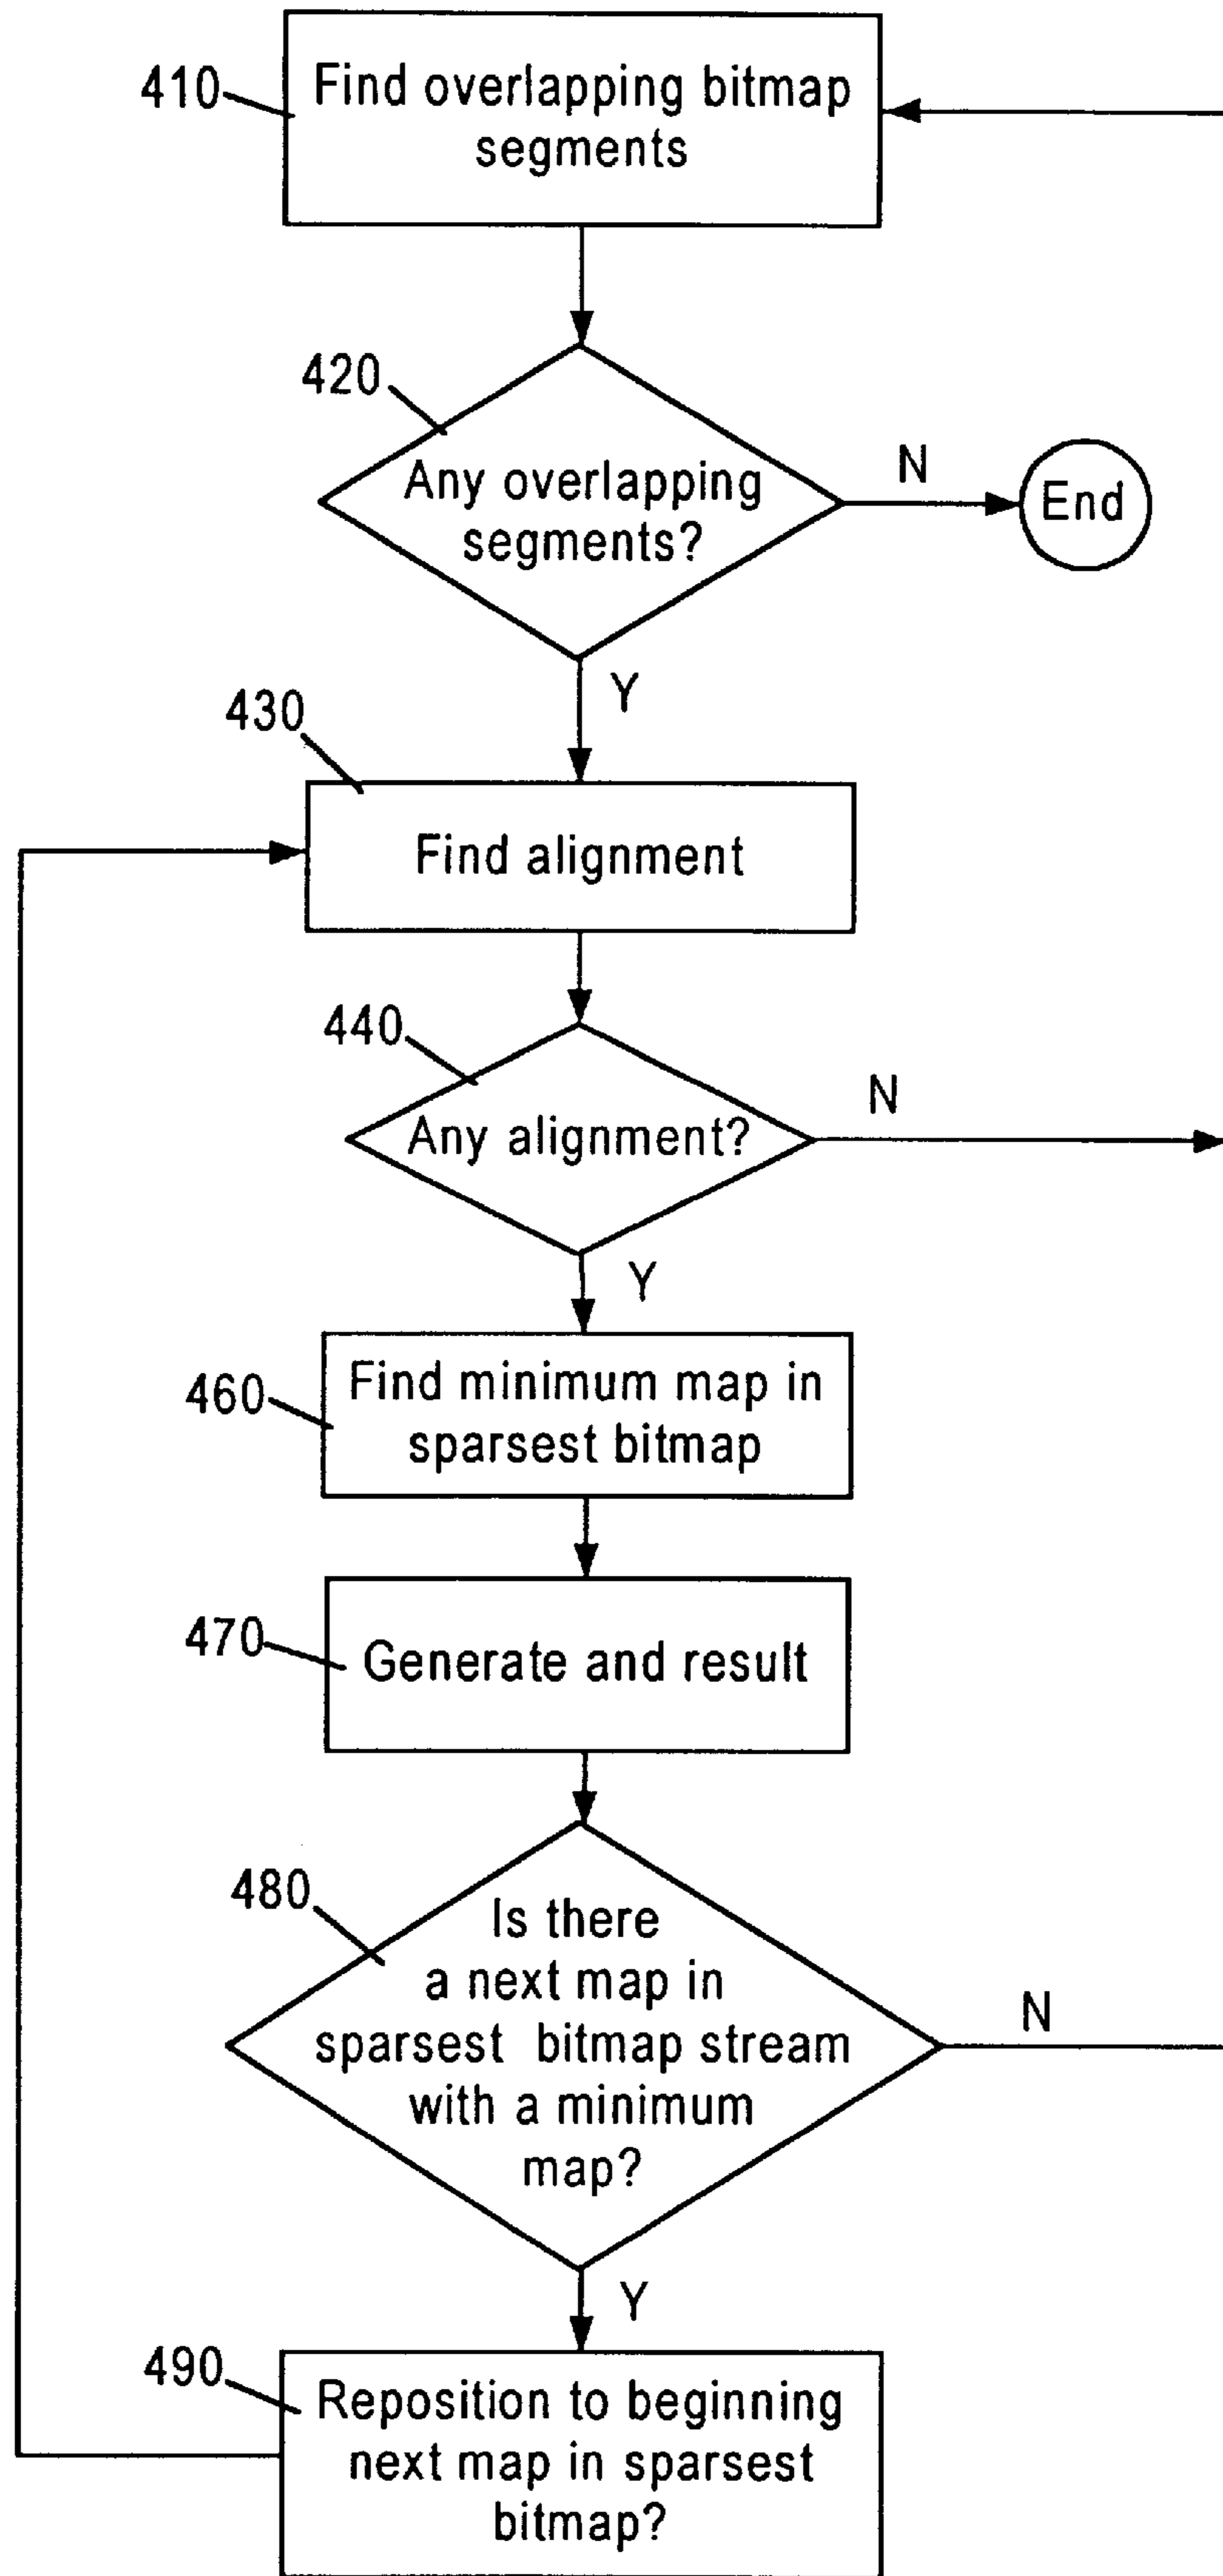 410
Find overlapping bitmap
segments
420
Any overlapping
segments?
N
End
Y
430
Find alignment
440
Any alignment?
N
Y
460
Find minimum map in
sparsest bitmap
470
Generate and result
480
Is there
a next map in
sparsest bitmap stream
with a minimum
map?
N
Y
490
Reposition to beginning
next map in sparsest
bitmap?